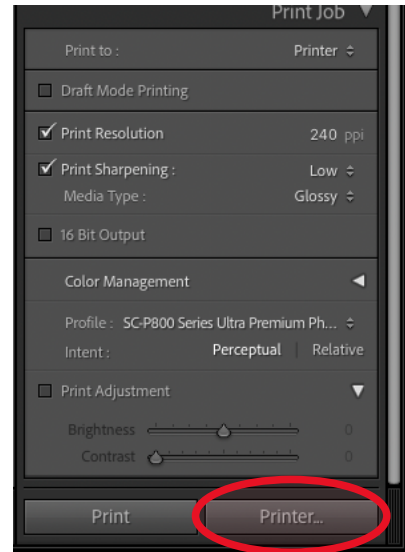 Print Job ▼
Print to : Printer
Draft Mode Printing
Print Resolution 240 ppi
Print Sharpening : Low
Media Type : Glossy
16 Bit Output
Color Management
Profile : SC-P800 Series Ultra Premium Ph...
Intent : Perceptual | Relative
Print Adjustment
Brightness 0
Contrast 0
Print Printer...